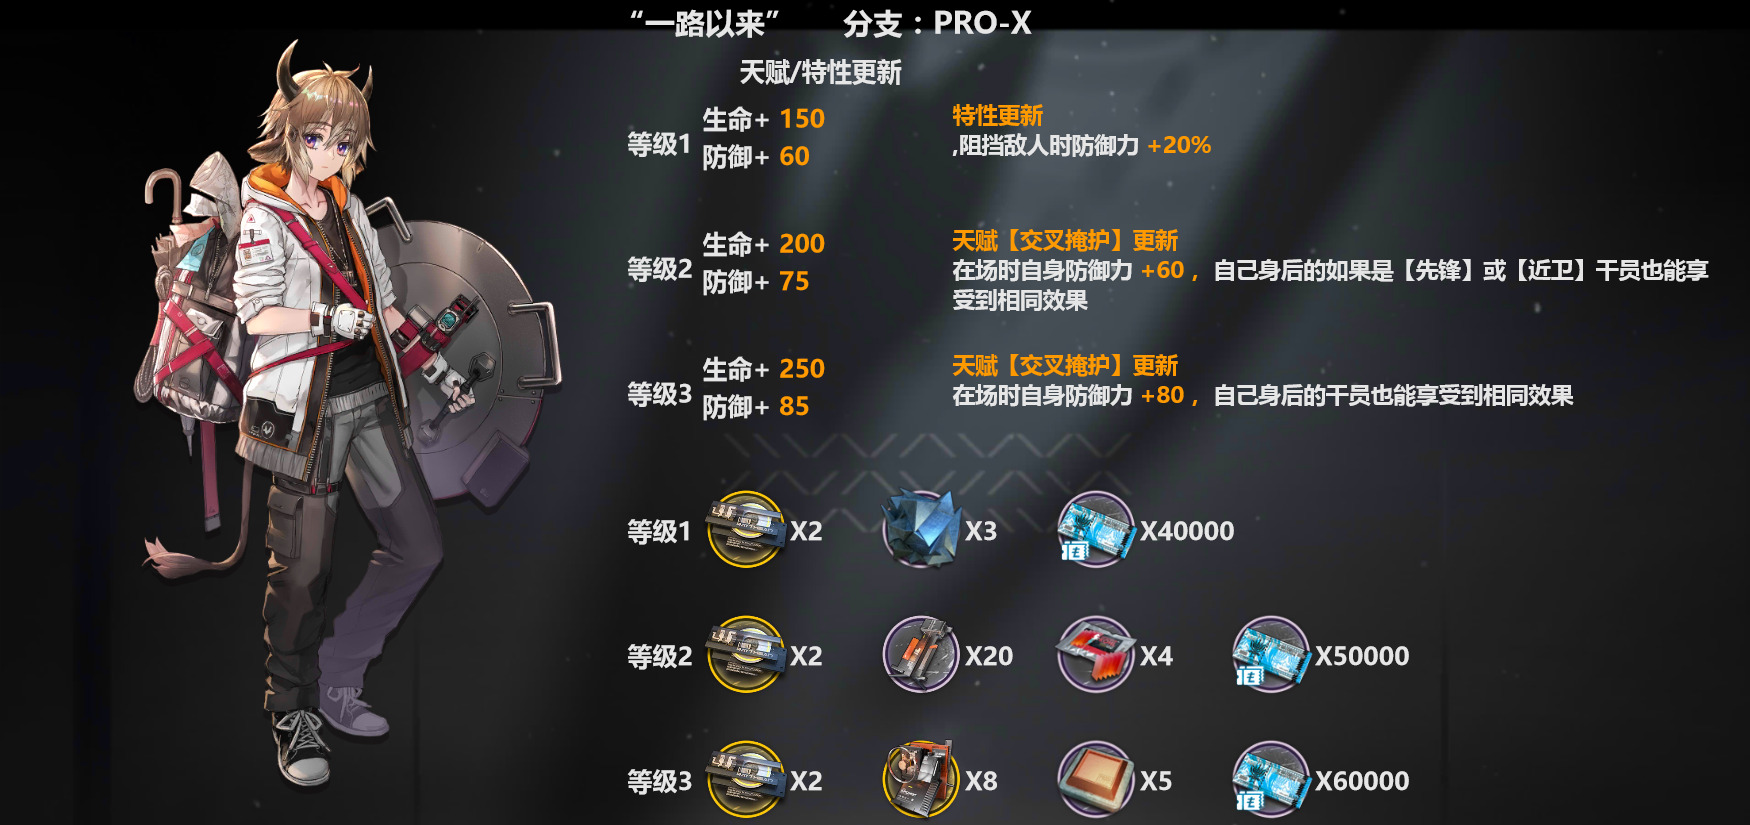 “一路以来” 分支：PRO-X
天赋/特性更新
等级1
生命+ 150
防御+ 60
特性更新
,阻挡敌人时防御力 +20%
等级2
生命+ 200
防御+ 75
天赋【交叉掩护】更新
在场时自身防御力 +60， 自己身后的如果是【先锋】或【近卫】干员也能享
受到相同效果
等级3
生命+ 250
防御+ 85
天赋【交叉掩护】更新
在场时自身防御力 +80， 自己身后的干员也能享受到相同效果
等级1 X2 X3 X40000
等级2 X2 X20 X4 X50000
等级3 X2 X8 X5 X60000